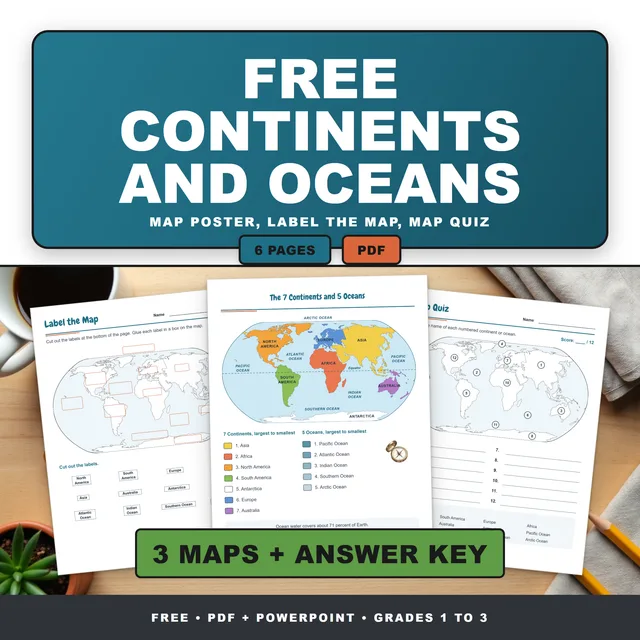 FREE
CONTINENTS
AND OCEANS
MAP POSTER, LABEL THE MAP, MAP QUIZ
6 PAGES
PDF
Label the Map
Name
Cut out the labels at the bottom of the page. Glue each label in a box on the map.
Cut out the labels.
North America
South America
Europe
Asia
Australia
Antarctica
Atlantic Ocean
Indian Ocean
Southern Ocean
The 7 Continents and 5 Oceans
ARCTIC OCEAN
NORTH AMERICA
EUROPE
ASIA
ATLANTIC OCEAN
PACIFIC OCEAN
PACIFIC OCEAN
AFRICA
Equator
SOUTH AMERICA
INDIAN OCEAN
AUSTRALIA
SOUTHERN OCEAN
ANTARCTICA
7 Continents, largest to smallest
1. Asia
2. Africa
3. North America
4. South America
5. Antarctica
6. Europe
7. Australia
5 Oceans, largest to smallest
1. Pacific Ocean
2. Atlantic Ocean
3. Indian Ocean
4. Southern Ocean
5. Arctic Ocean
Ocean water covers about 71 percent of Earth.
Quiz
Name
name of each numbered continent or ocean.
Score: / 12
7.
8.
9.
10.
11.
12.
South America
Europe
Africa
Australia
Arctic Ocean
3 MAPS + ANSWER KEY
FREE • PDF + POWERPOINT • GRADES 1 TO 3